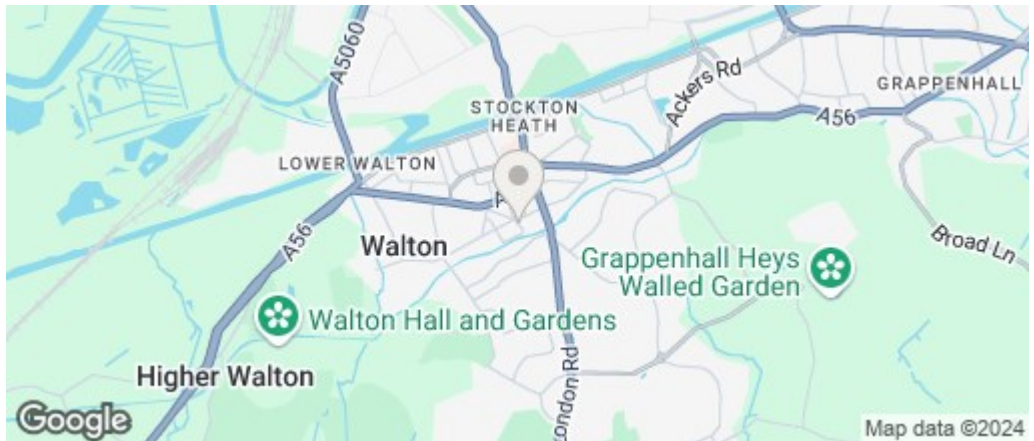 A5060
Ackers Rd
STOCKTON
HEATH
GRAPPENHALL
A56
LOWER WALTON
A56
Walton
Broad Ln
Grappenhall Heys
Walled Garden
Walton Hall and Gardens
Higher Walton
London Rd
Google
Map data ©2024